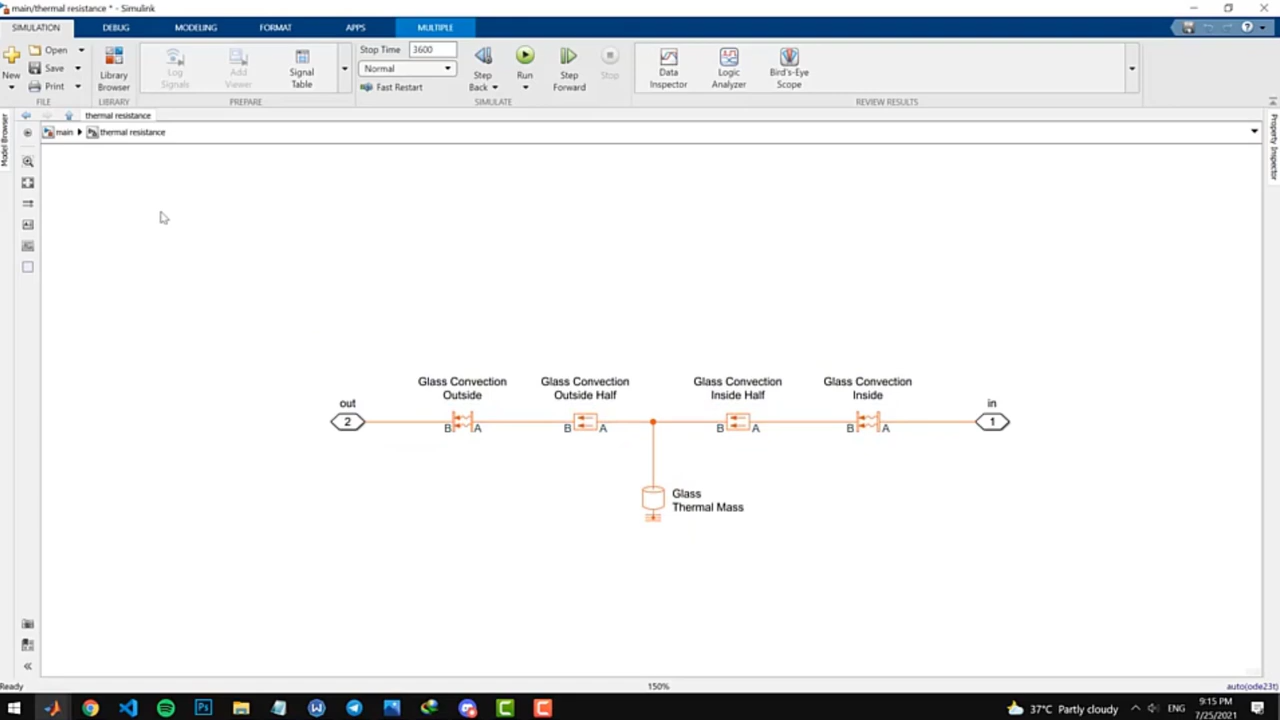 main/thermal resistance * - Simulink
SIMULATION DEBUG MODELING FORMAT APPS MULTIPLE
New
Open
Save
Print
FILE
Library
Browser
LIBRARY
Log
Signals
Add
Viewer
Signal
Table
PREPARE
Stop Time 3600
Normal
Fast Restart
Step
Back
Run
Step
Forward
Stop
SIMULATE
Data
Inspector
Logic
Analyzer
Bird's-Eye
Scope
REVIEW RESULTS
thermal resistance
main thermal resistance
Model Browser
Property Inspector
out
2
Glass Convection
Outside
B A
Glass Convection
Outside Half
B A
Glass Convection
Inside Half
B A
Glass Convection
Inside
B A
in
1
Glass
Thermal Mass
Ready 150% auto(ode23t)
37°C Partly cloudy ENG
9:15 PM
7/25/2021